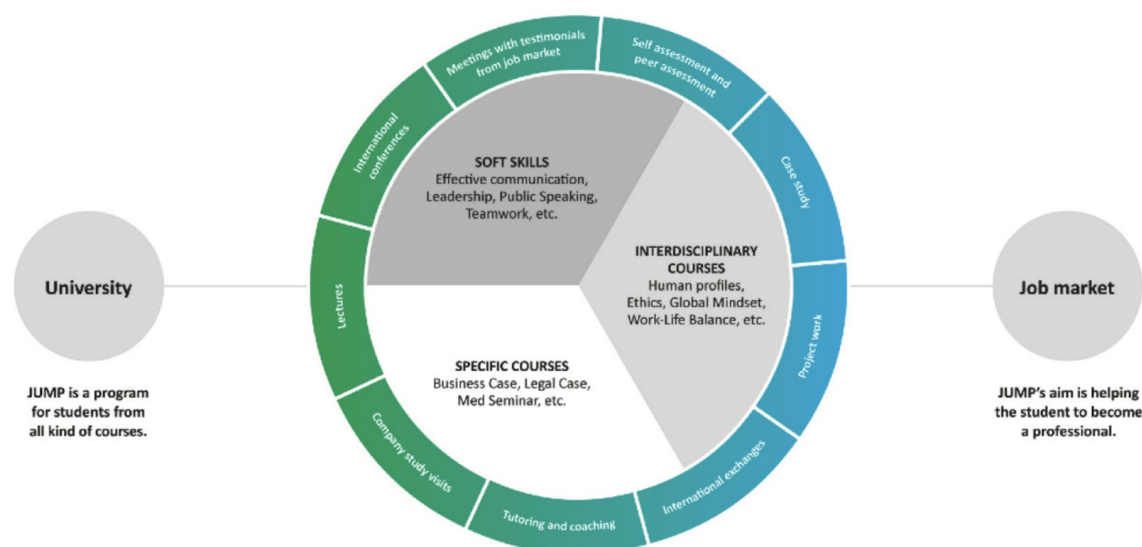 University
JUMP is a program
for students from
all kind of courses.
Meetings with testimonials
from job market
Self assessment and
peer assessment
Case study
Project work
International exchanges
Tutoring and coaching
Company study visits
Lectures
International
conferences
SOFT SKILLS
Effective communication,
Leadership, Public Speaking,
Teamwork, etc.
INTERDISCIPLINARY
COURSES
Human profiles,
Ethics, Global Mindset,
Work-Life Balance, etc.
SPECIFIC COURSES
Business Case, Legal Case,
Med Seminar, etc.
Job market
JUMP's aim is helping
the student to become
a professional.